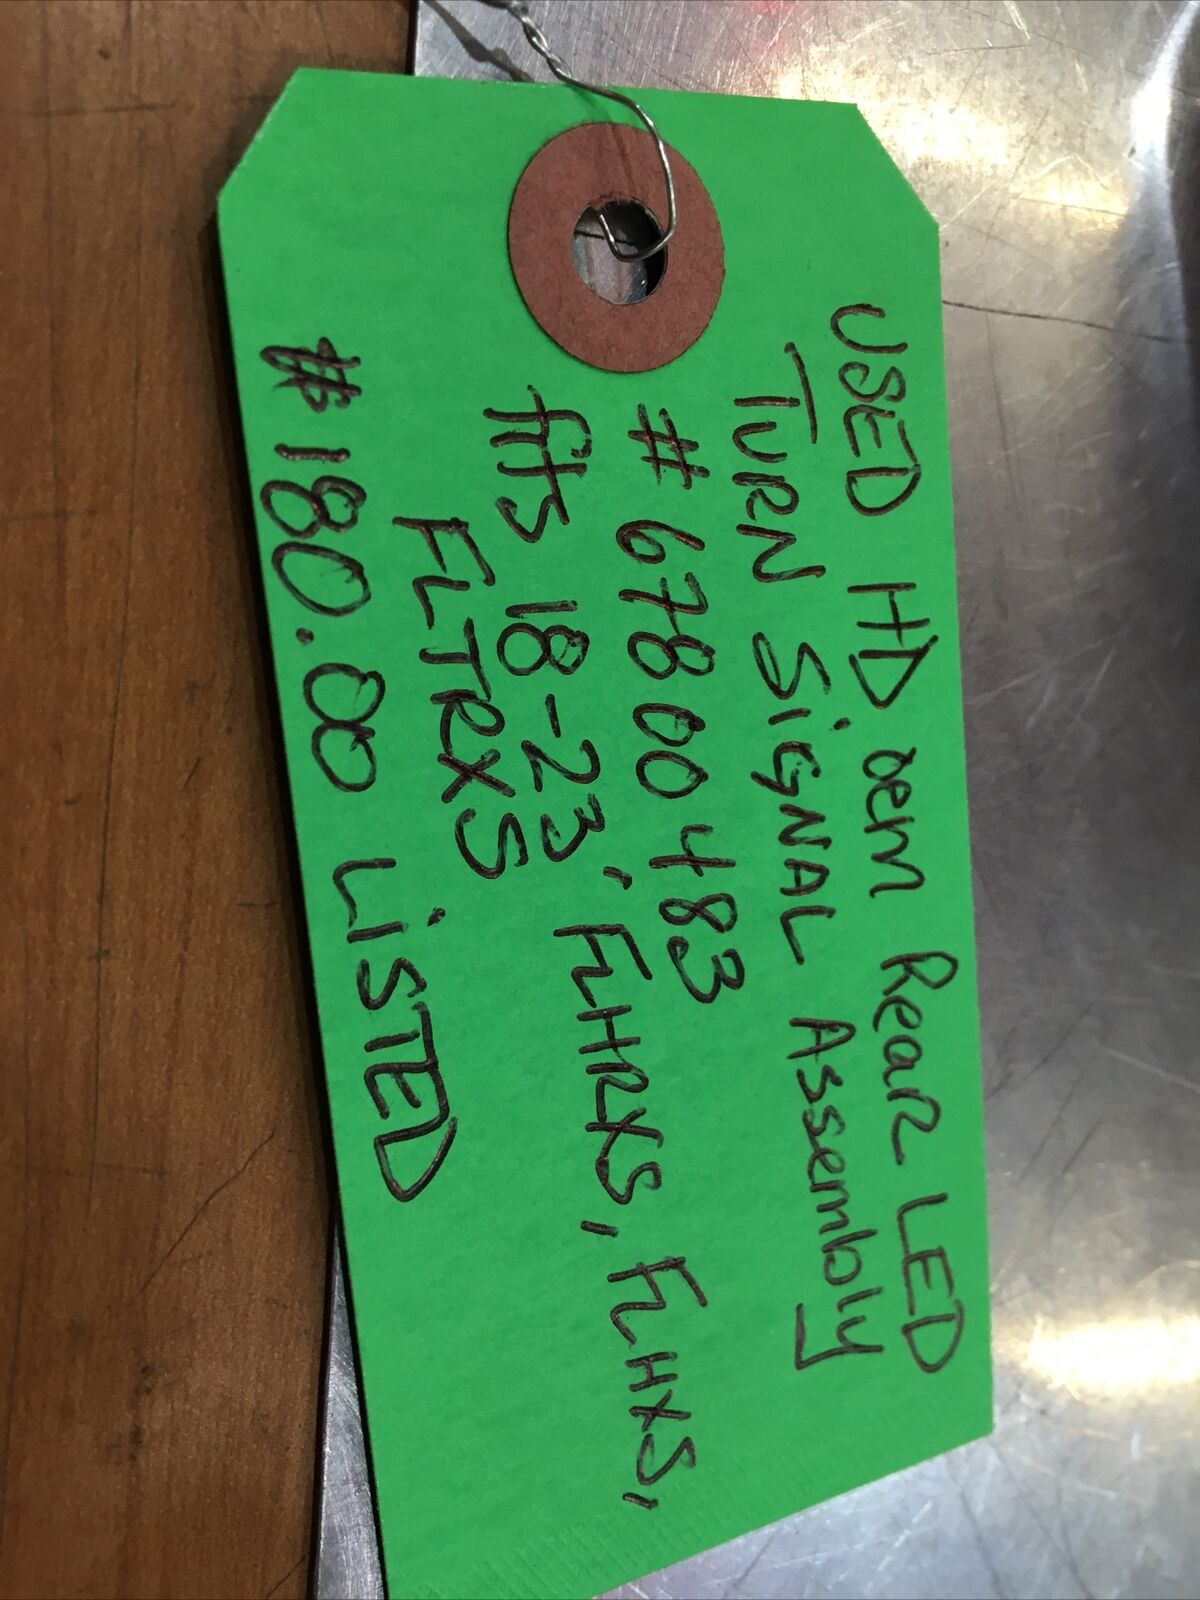 USED HD oem Rear LED
Turn Signal Assembly
# 67800483
fits 18-23, FLHRXS, FLHXS,
FLTRXS
$180.00 LiSTED